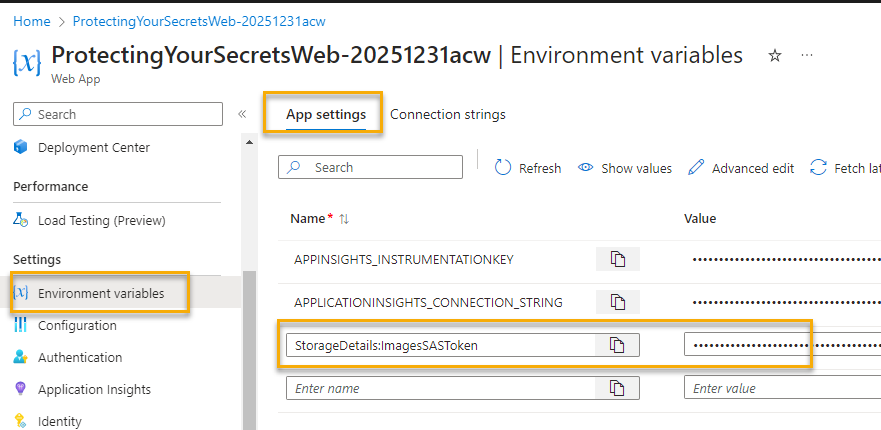 Home > ProtectingYourSecretsWeb-20251231acw
{x} ProtectingYourSecretsWeb-20251231acw | Environment variables ☆ ...
Web App
Search «
Deployment Center
Performance
Load Testing (Preview)
Settings
{x} Environment variables
Configuration
Authentication
Application Insights
Identity
App settings Connection strings
Search Refresh Show values Advanced edit Fetch lat
Name* ↑↓ Value
APPINSIGHTS_INSTRUMENTATIONKEY
APPLICATIONINSIGHTS_CONNECTION_STRING
StorageDetails:ImagesSASToken
Enter name Enter value